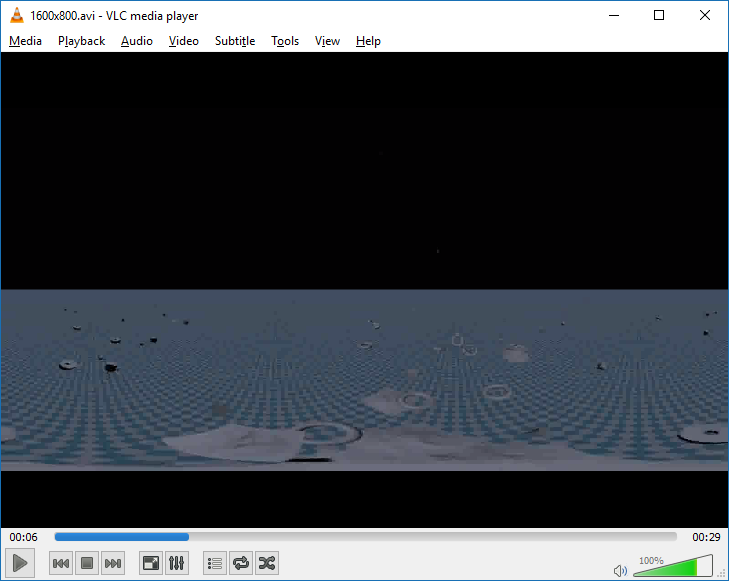 1600x800.avi - VLC media player
Media Playback Audio Video Subtitle Tools View Help
00:06 00:29
100%